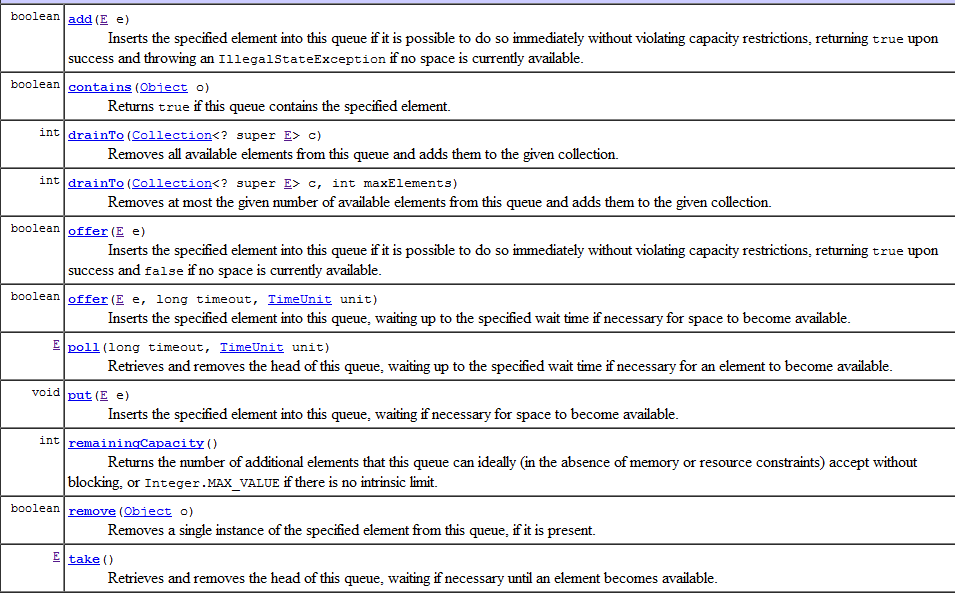 boolean add(E e)
Inserts the specified element into this queue if it is possible to do so immediately without violating capacity restrictions, returning true upon
success and throwing an IllegalStateException if no space is currently available.
boolean contains(Object o)
Returns true if this queue contains the specified element.
int drainTo(Collection<? super E> c)
Removes all available elements from this queue and adds them to the given collection.
int drainTo(Collection<? super E> c, int maxElements)
Removes at most the given number of available elements from this queue and adds them to the given collection.
boolean offer(E e)
Inserts the specified element into this queue if it is possible to do so immediately without violating capacity restrictions, returning true upon
success and false if no space is currently available.
boolean offer(E e, long timeout, TimeUnit unit)
Inserts the specified element into this queue, waiting up to the specified wait time if necessary for space to become available.
E poll(long timeout, TimeUnit unit)
Retrieves and removes the head of this queue, waiting up to the specified wait time if necessary for an element to become available.
void put(E e)
Inserts the specified element into this queue, waiting if necessary for space to become available.
int remainingCapacity()
Returns the number of additional elements that this queue can ideally (in the absence of memory or resource constraints) accept without
blocking, or Integer.MAX_VALUE if there is no intrinsic limit.
boolean remove(Object o)
Removes a single instance of the specified element from this queue, if it is present.
E take()
Retrieves and removes the head of this queue, waiting if necessary until an element becomes available.